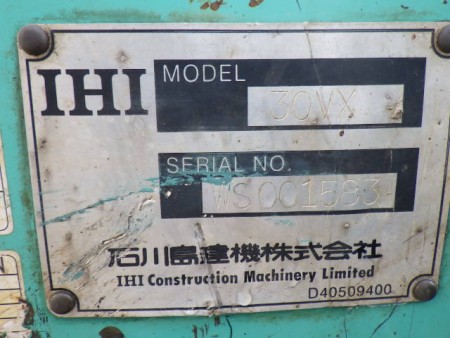 IHI
MODEL
30VX
SERIAL NO.
WS001593
石川島建機株式会社
IHI Construction Machinery Limited
D40509400